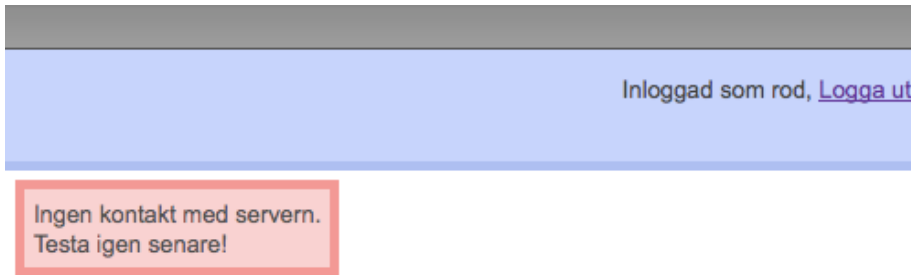 Inloggad som rod, Logga ut
Ingen kontakt med servern.
Testa igen senare!